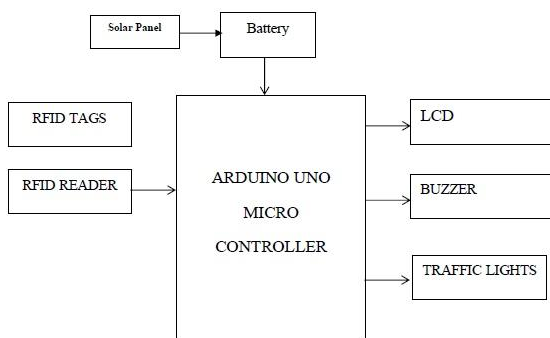 Solar Panel
Battery
RFID TAGS
RFID READER
ARDUINO UNO
MICRO
CONTROLLER
LCD
BUZZER
TRAFFIC LIGHTS